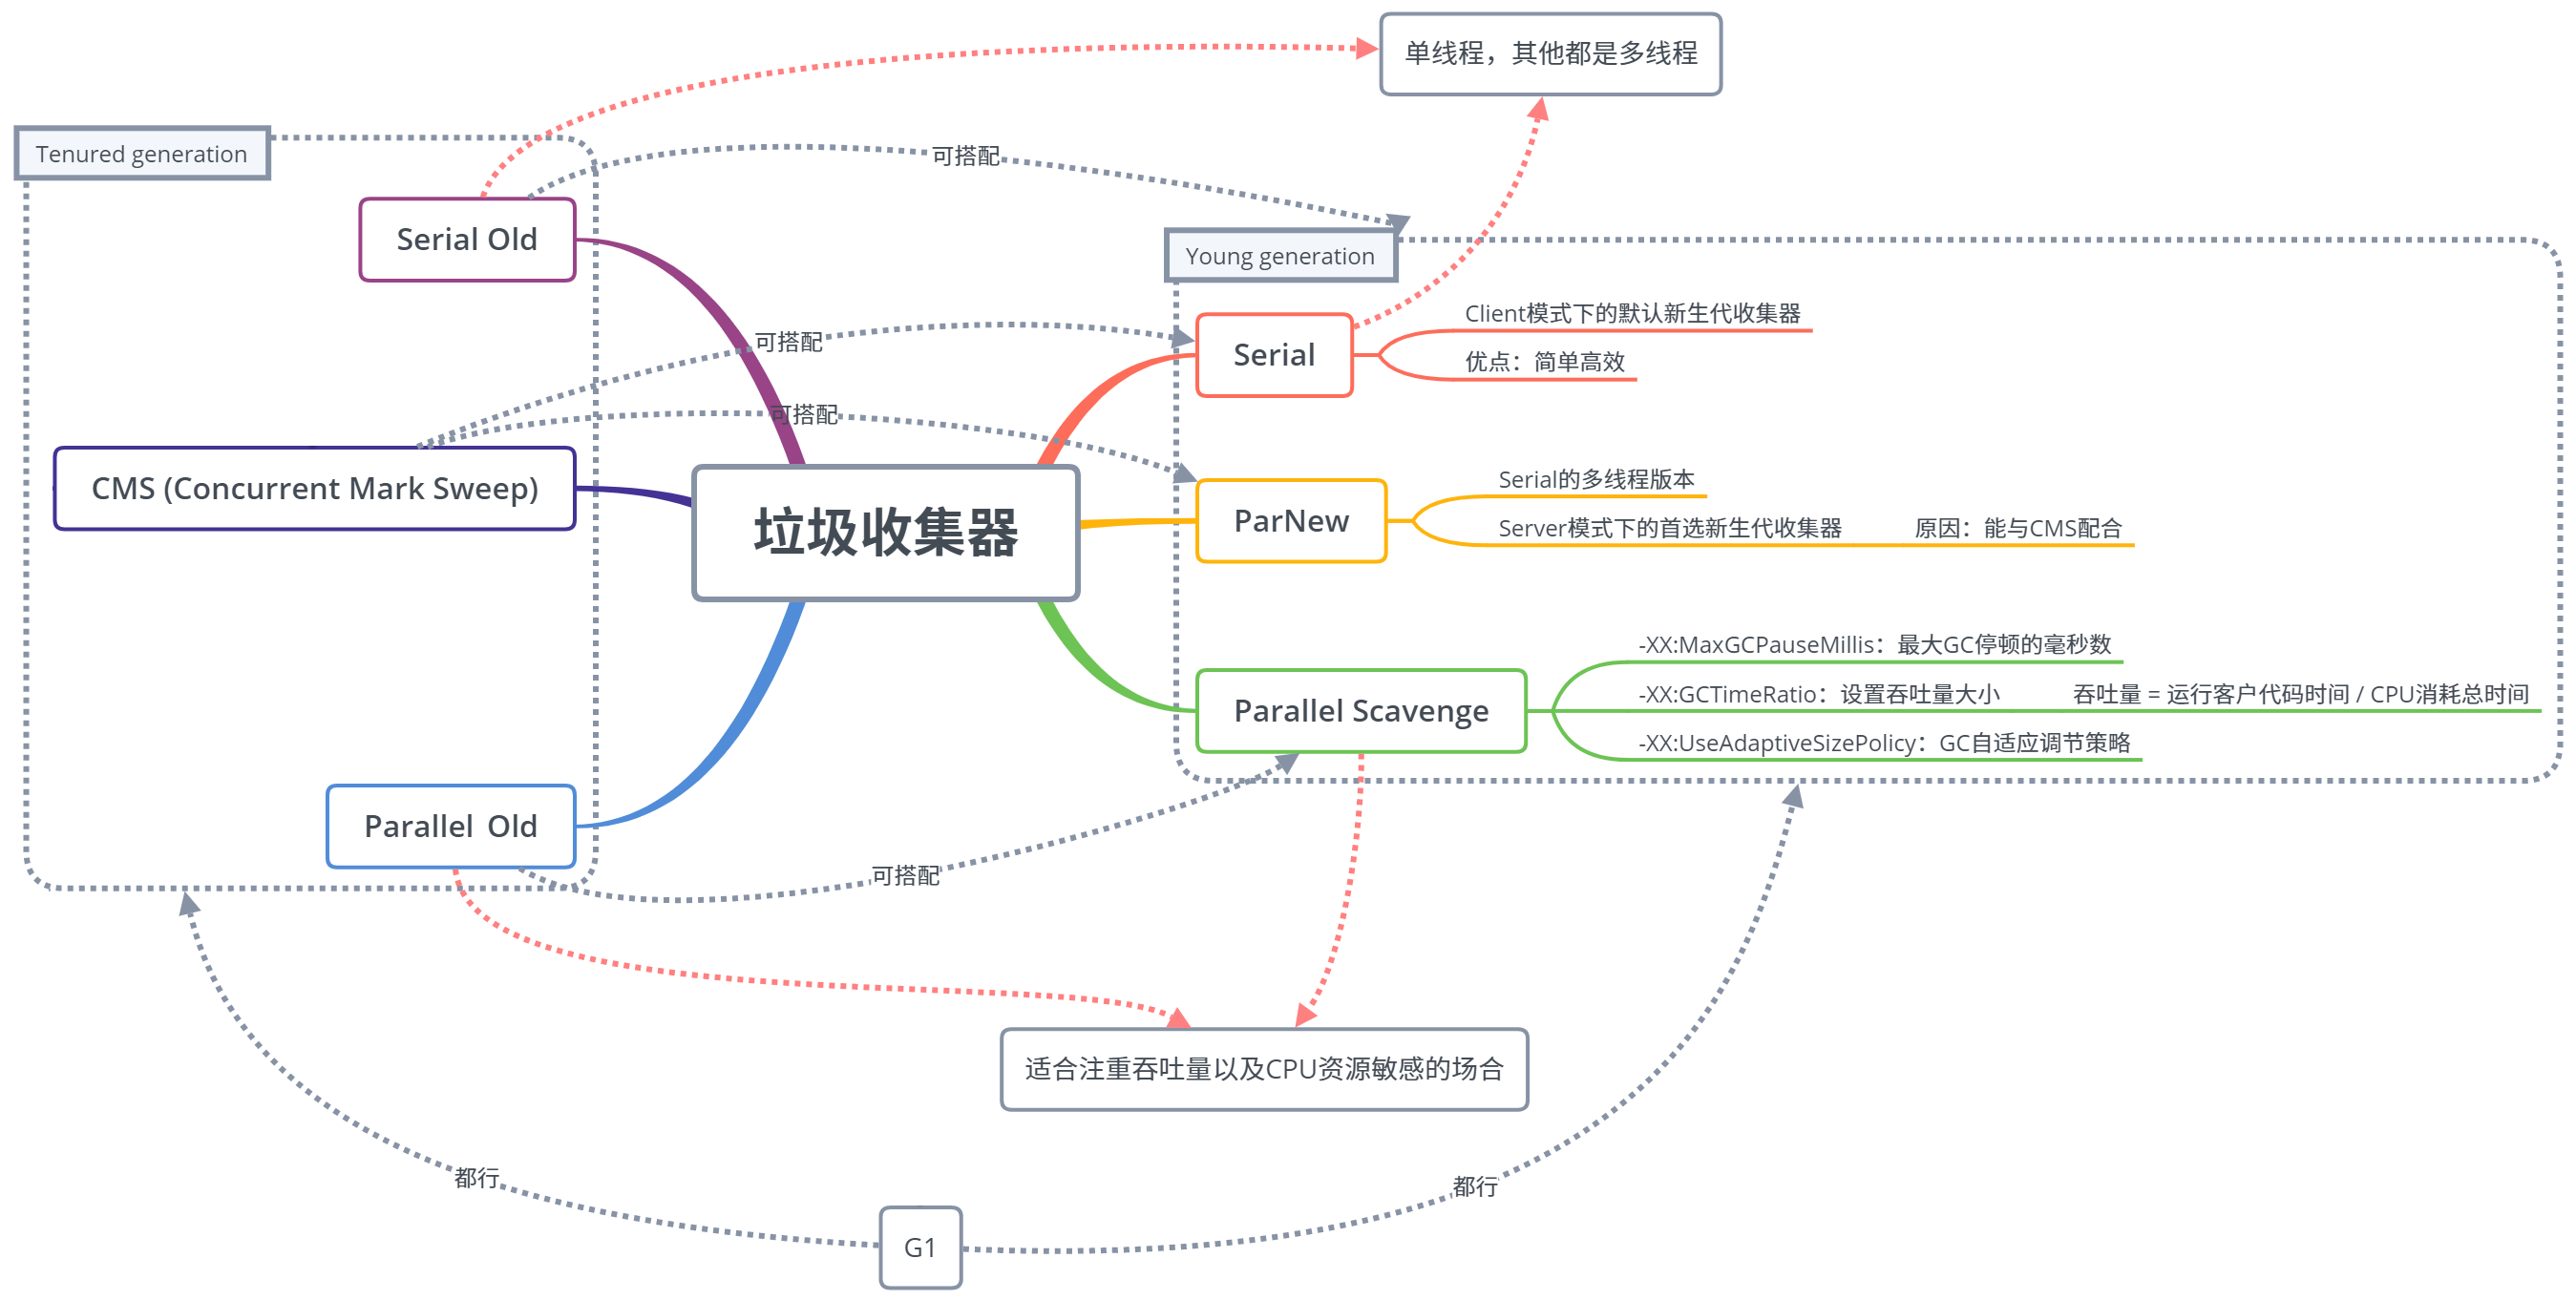 单线程，其他都是多线程
Tenured generation
可搭配
Serial Old
Young generation
Client模式下的默认新生代收集器
可搭配
Serial
优点：简单高效
可搭配
Serial的多线程版本
CMS (Concurrent Mark Sweep)
垃圾收集器
ParNew
Server模式下的首选新生代收集器
原因：能与CMS配合
-XX:MaxGCPauseMillis：最大GC停顿的毫秒数
Parallel Scavenge
-XX:GCTimeRatio：设置吞吐量大小
吞吐量 = 运行客户代码时间 / CPU消耗总时间
-XX:UseAdaptiveSizePolicy：GC自适应调节策略
Parallel Old
可搭配
适合注重吞吐量以及CPU资源敏感的场合
都行
都行
G1